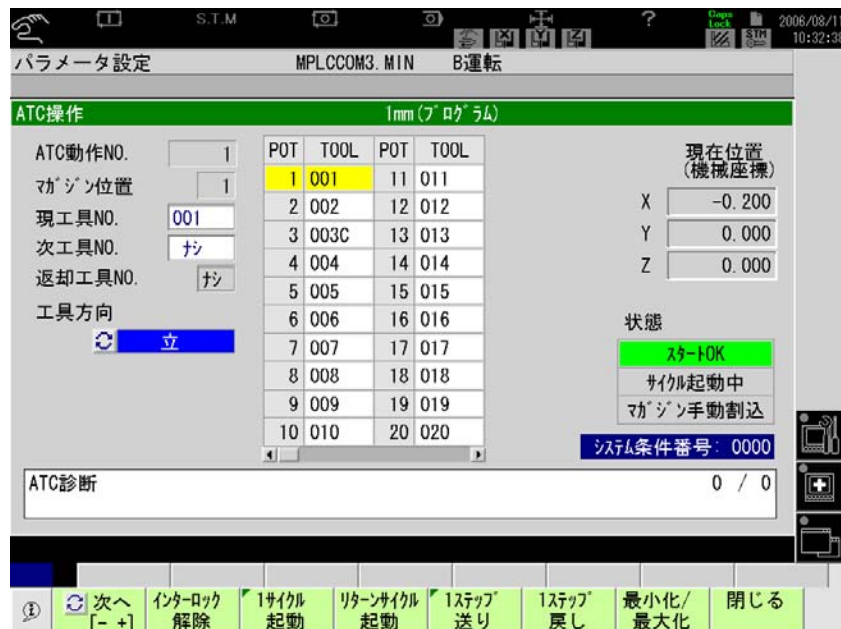 S.T.M
?
Caps
Lock
STM
2006/08/11
10:32:38
パラメータ設定 MPLCCOM3.MIN B運転
ATC操作 1mm(プログラム)
ATC動作NO. 1
マガジン位置 1
現工具NO. 001
次工具NO. ナシ
返却工具NO. ナシ
工具方向
立
POT TOOL POT TOOL
1 001 11 011
2 002 12 012
3 003C 13 013
4 004 14 014
5 005 15 015
6 006 16 016
7 007 17 017
8 008 18 018
9 009 19 019
10 010 20 020
現在位置
(機械座標)
X -0.200
Y 0.000
Z 0.000
状態
スタートOK
サイクル起動中
マガジン手動割込
システム条件番号: 0000
ATC診断 0 / 0
次へ
[- +]
インターロック
解除
1サイクル
起動
リターンサイクル
起動
1ステップ
送り
1ステップ
戻し
最小化/
最大化
閉じる